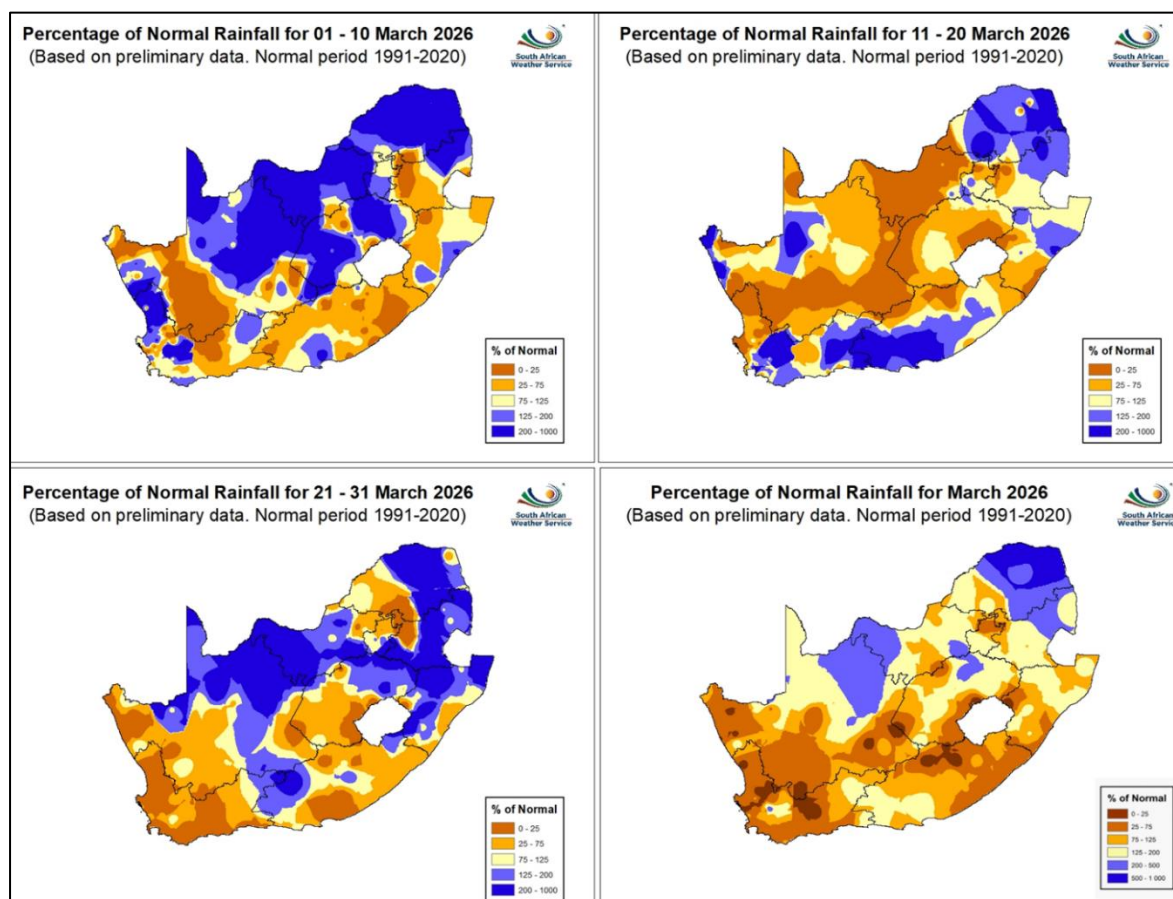 Percentage of Normal Rainfall for 01 - 10 March 2026
(Based on preliminary data. Normal period 1991-2020)
South African
Weather Service
% of Normal
0 - 25
25 - 75
75 - 125
125 - 200
200 - 1000
Percentage of Normal Rainfall for 11 - 20 March 2026
(Based on preliminary data. Normal period 1991-2020)
South African
Weather Service
% of Normal
0 - 25
25 - 75
75 - 125
125 - 200
200 - 1000
Percentage of Normal Rainfall for 21 - 31 March 2026
(Based on preliminary data. Normal period 1991-2020)
South African
Weather Service
% of Normal
0 - 25
25 - 75
75 - 125
125 - 200
200 - 1000
Percentage of Normal Rainfall for March 2026
(Based on preliminary data. Normal period 1991-2020)
South African
Weather Service
% of Normal
0 - 25
25 - 75
75 - 125
125 - 200
200 - 500
500 - 1 000